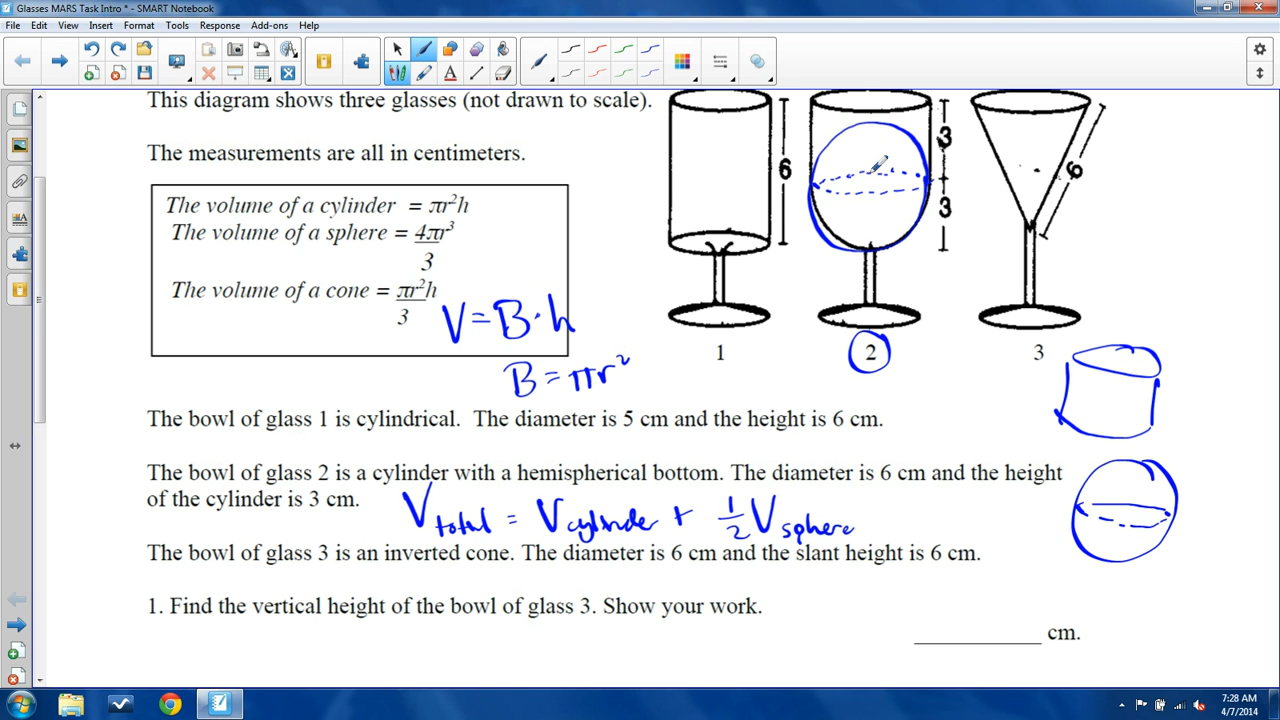 Glasses MARS Task Intro * - SMART Notebook
File Edit View Insert Format Tools Response Add-ons Help
This diagram shows three glasses (not drawn to scale).
The measurements are all in centimeters.
The volume of a cylinder = πr²h
The volume of a sphere = 4πr³
3
The volume of a cone = πr²h
3
V = B · h
B = πr²
6
3
3
6
1 2 3
The bowl of glass 1 is cylindrical. The diameter is 5 cm and the height is 6 cm.
The bowl of glass 2 is a cylinder with a hemispherical bottom. The diameter is 6 cm and the height
of the cylinder is 3 cm.
V total = V cylinder + 1/2 V sphere
The bowl of glass 3 is an inverted cone. The diameter is 6 cm and the slant height is 6 cm.
1. Find the vertical height of the bowl of glass 3. Show your work.
____________ cm.
7:28 AM
4/7/2014